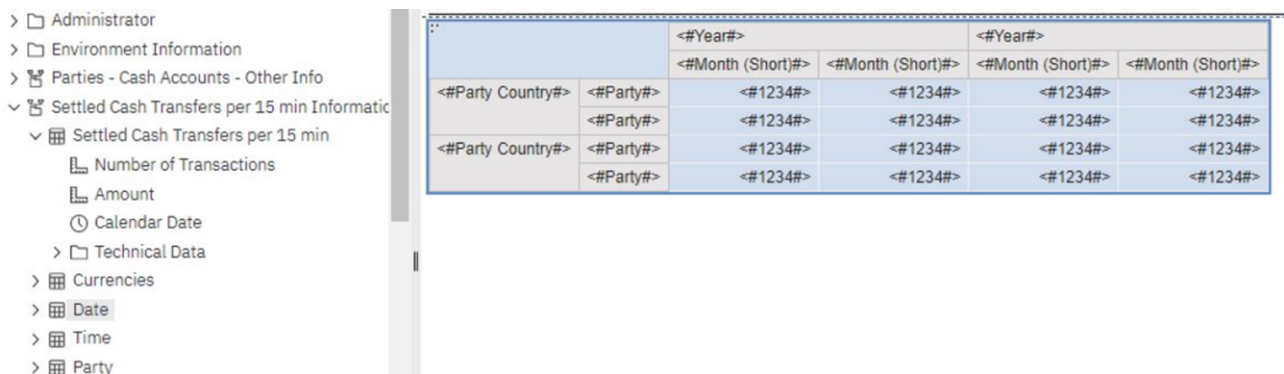 Administrator
Environment Information
Parties - Cash Accounts - Other Info
Settled Cash Transfers per 15 min Informatic
Settled Cash Transfers per 15 min
Number of Transactions
Amount
Calendar Date
Technical Data
Currencies
Date
Time
Party
<#Year#> <#Year#>
<#Month (Short)#> <#Month (Short)#> <#Month (Short)#> <#Month (Short)#>
<#Party Country#> <#Party#> <#1234#> <#1234#> <#1234#> <#1234#>
<#Party#> <#1234#> <#1234#> <#1234#> <#1234#>
<#Party Country#> <#Party#> <#1234#> <#1234#> <#1234#> <#1234#>
<#Party#> <#1234#> <#1234#> <#1234#> <#1234#>